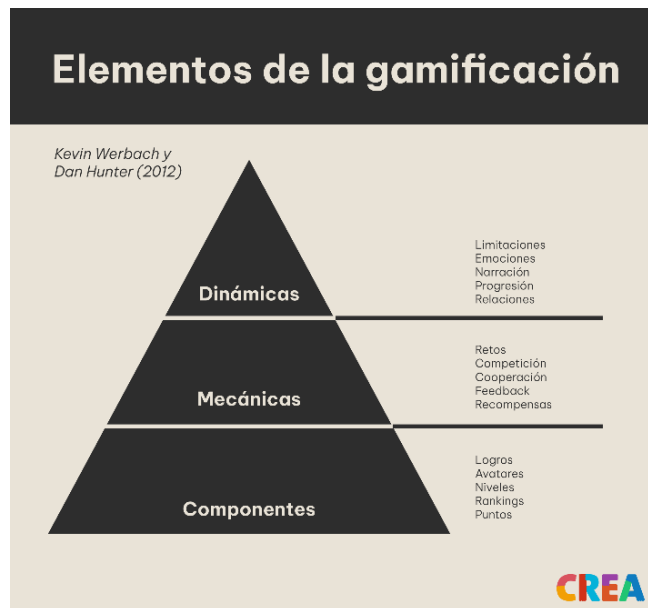 Elementos de la gamificación
Kevin Werbach y
Dan Hunter (2012)
Dinámicas
Limitaciones
Emociones
Narración
Progresión
Relaciones
Mecánicas
Retos
Competición
Cooperación
Feedback
Recompensas
Componentes
Logros
Avatares
Niveles
Rankings
Puntos
CREA